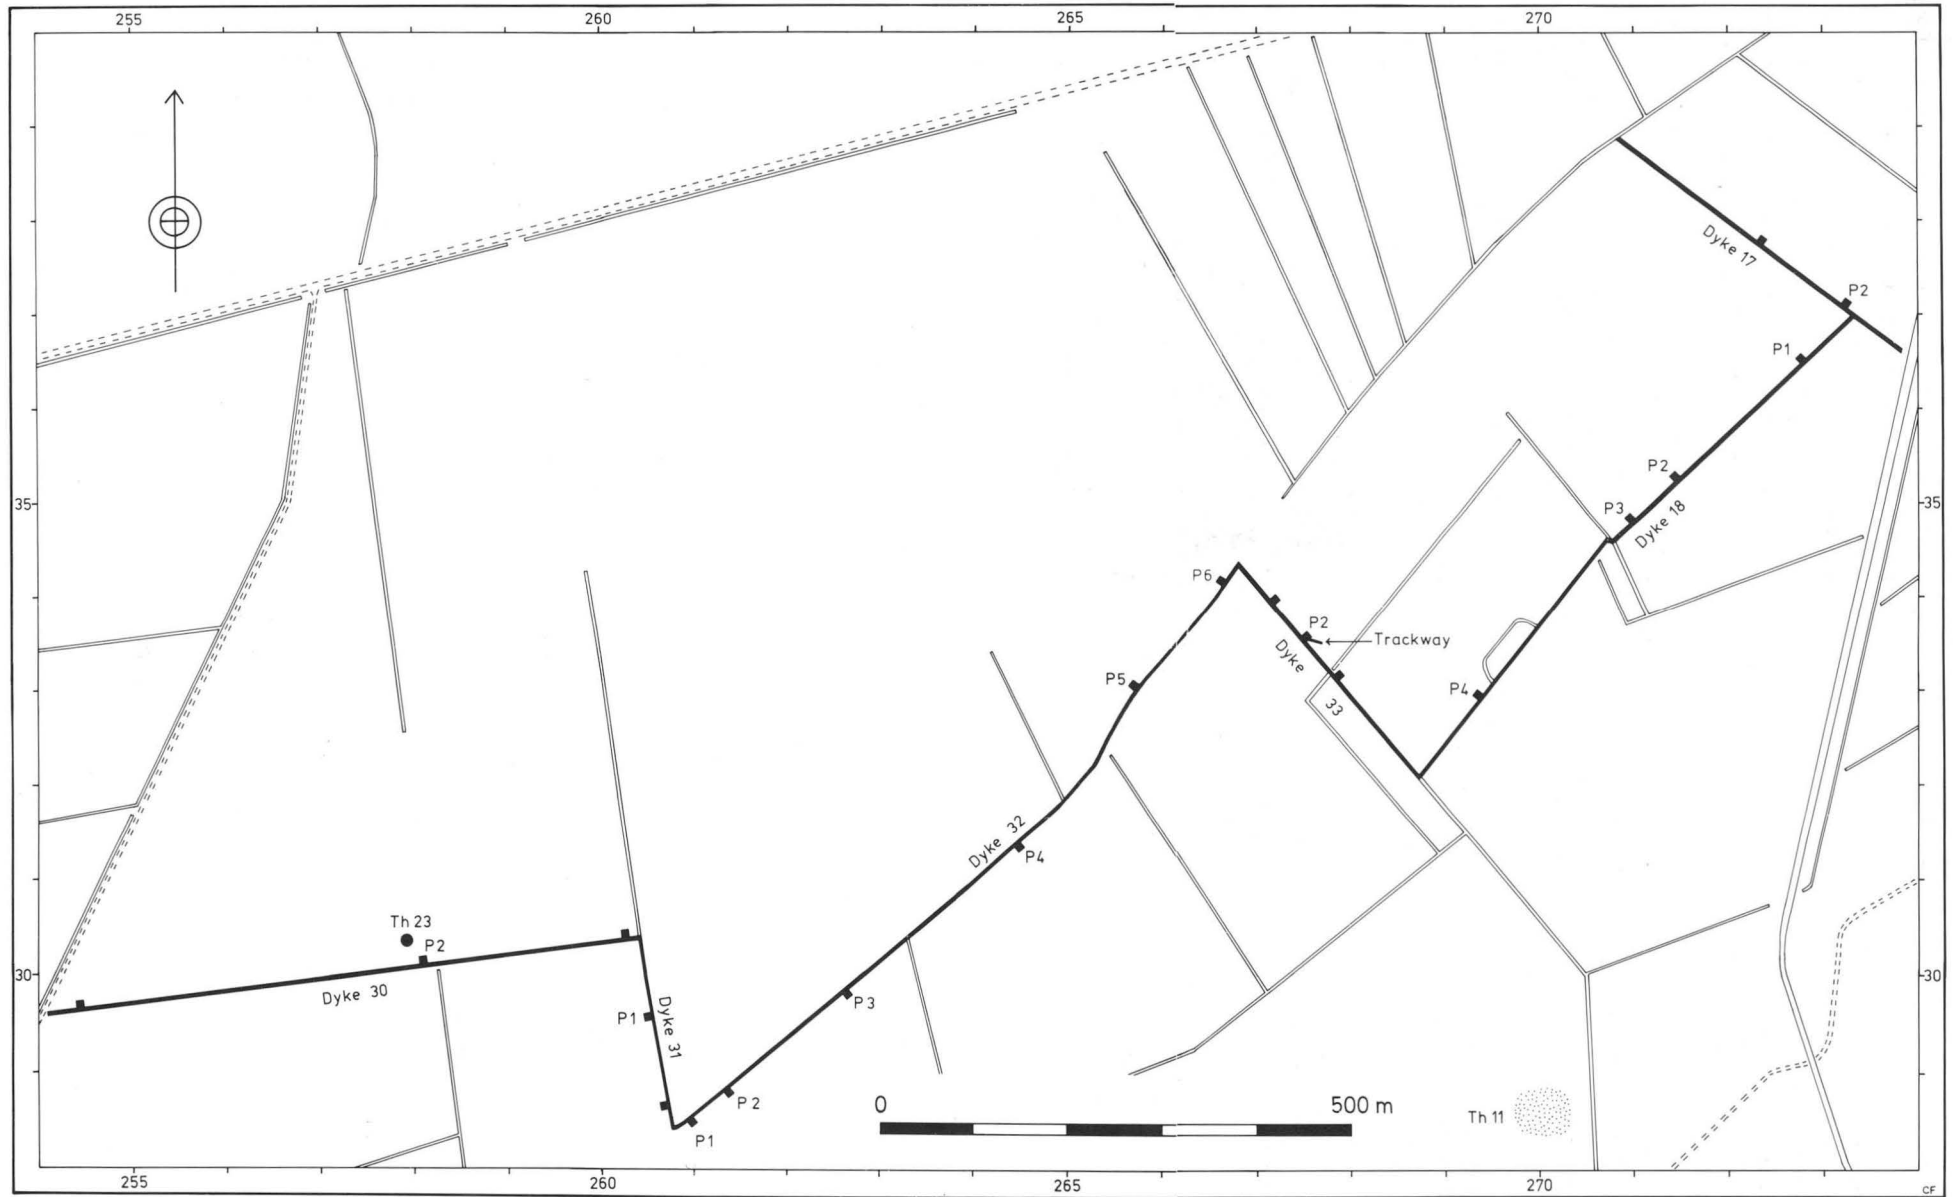 255 260 265 270
Dyke 17
P2
P1
P2
35 35
P3
Dyke 18
P6
P2
Trackway
Dyke 33
P5
P4
Dyke 32
P4
Th 23
P2
30 30
Dyke 30
P3
P1
Dyke 31
P2
0 500 m
Th 11
P1
255 260 265 270
CF